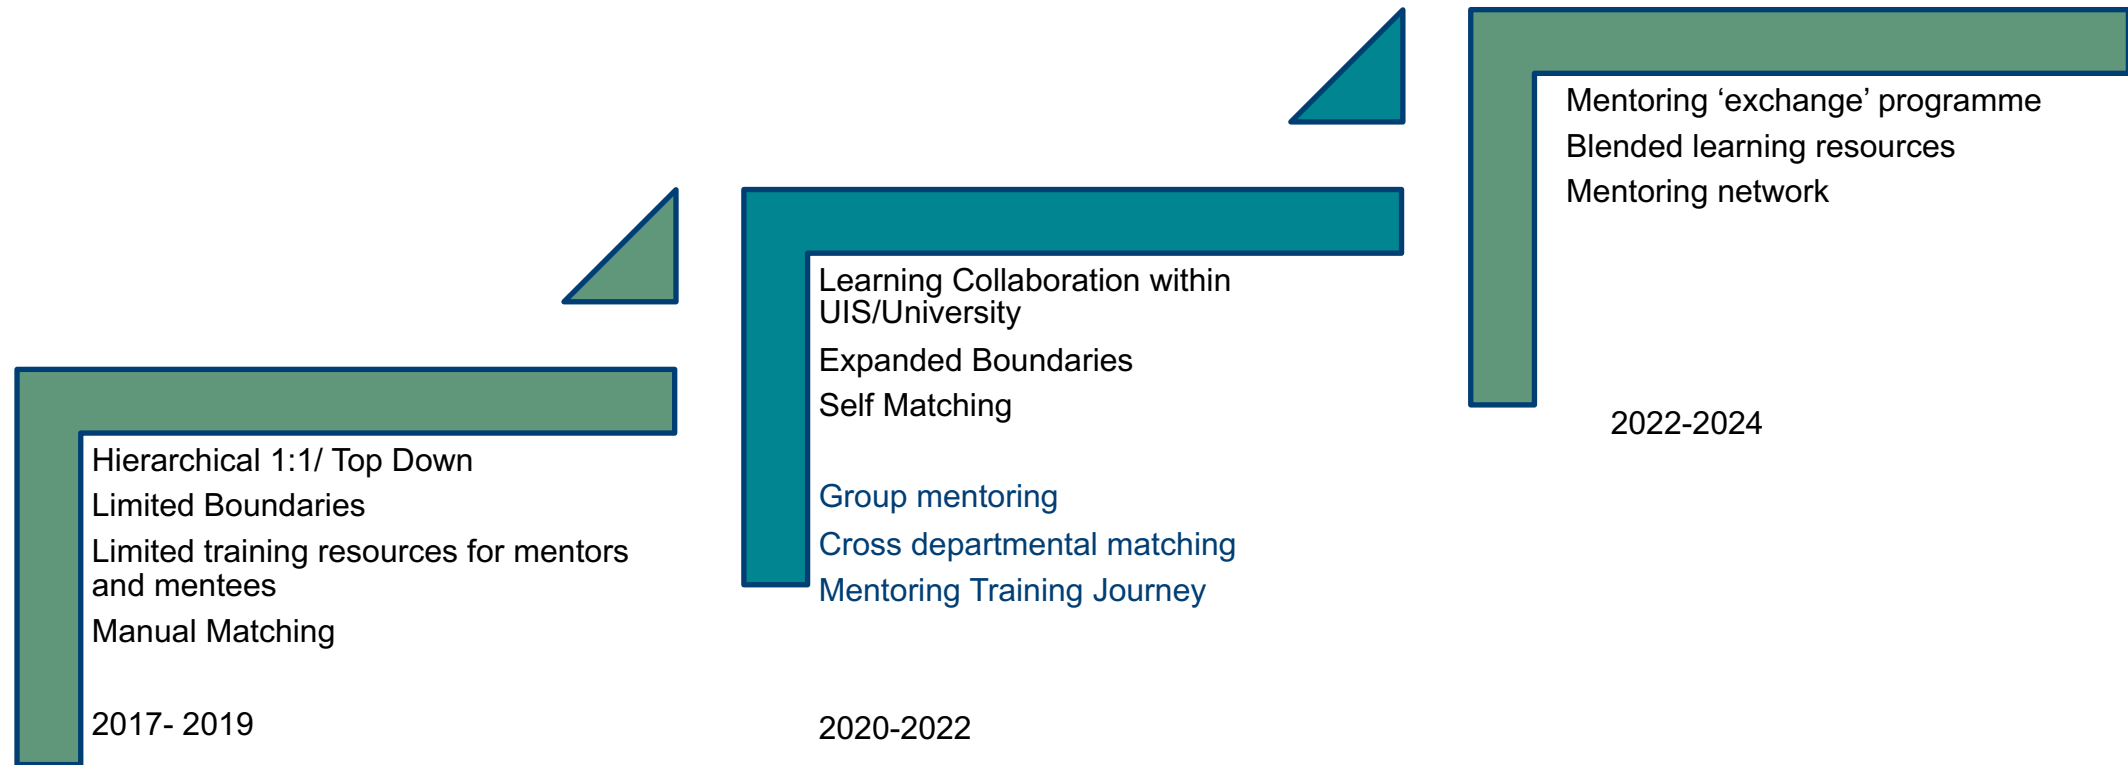 Hierarchical 1:1/ Top Down
Limited Boundaries
Limited training resources for mentors
and mentees
Manual Matching
2017- 2019
Learning Collaboration within
UIS/University
Expanded Boundaries
Self Matching
Group mentoring
Cross departmental matching
Mentoring Training Journey
2020-2022
Mentoring ‘exchange’ programme
Blended learning resources
Mentoring network
2022-2024